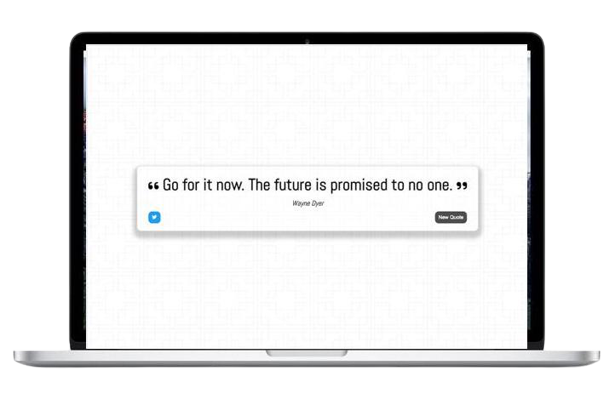 ❝ Go for it now. The future is promised to no one. ❞
Wayne Dyer
New Quote